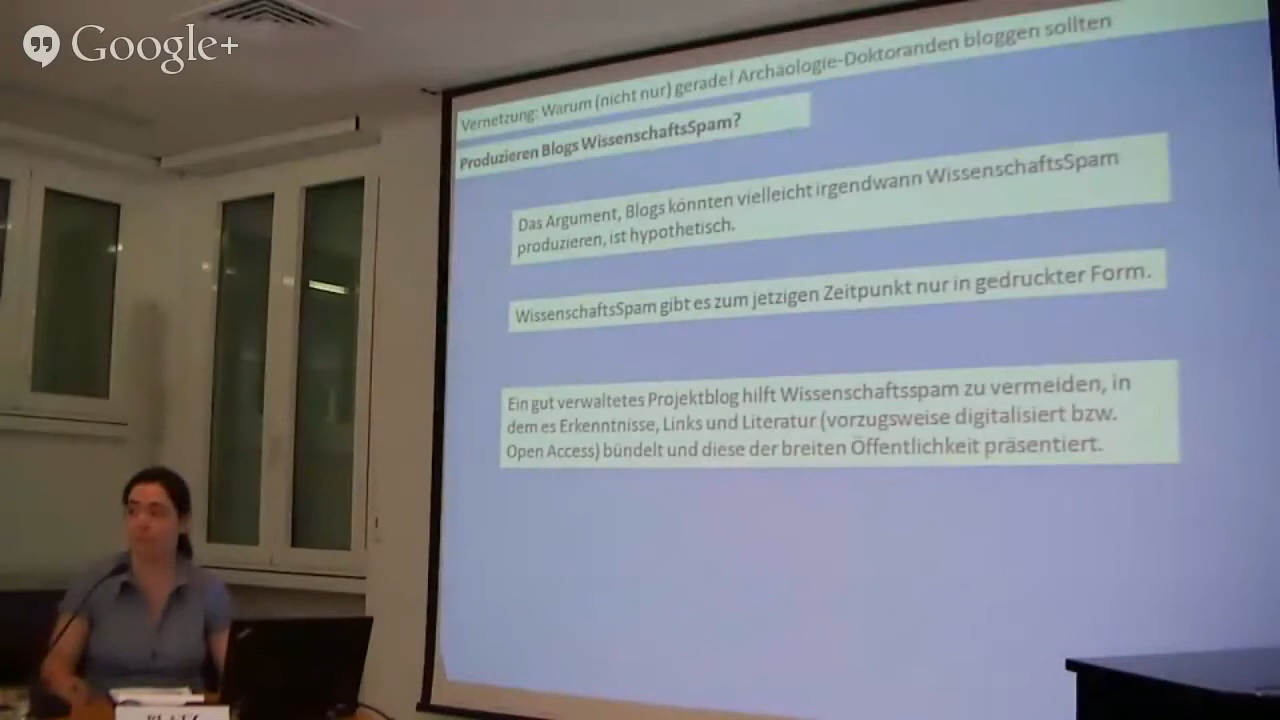 Google+
Vernetzung: Warum (nicht nur) gerade! Archäologie-Doktoranden bloggen sollten
Produzieren Blogs WissenschaftsSpam?
Das Argument, Blogs könnten vielleicht irgendwann WissenschaftsSpam
produzieren, ist hypothetisch.
WissenschaftsSpam gibt es zum jetzigen Zeitpunkt nur in gedruckter Form.
Ein gut verwaltetes Projektblog hilft Wissenschaftsspam zu vermeiden, in
dem es Erkenntnisse, Links und Literatur (vorzugsweise digitalisiert bzw.
Open Access) bündelt und diese der breiten Öffentlichkeit präsentiert.